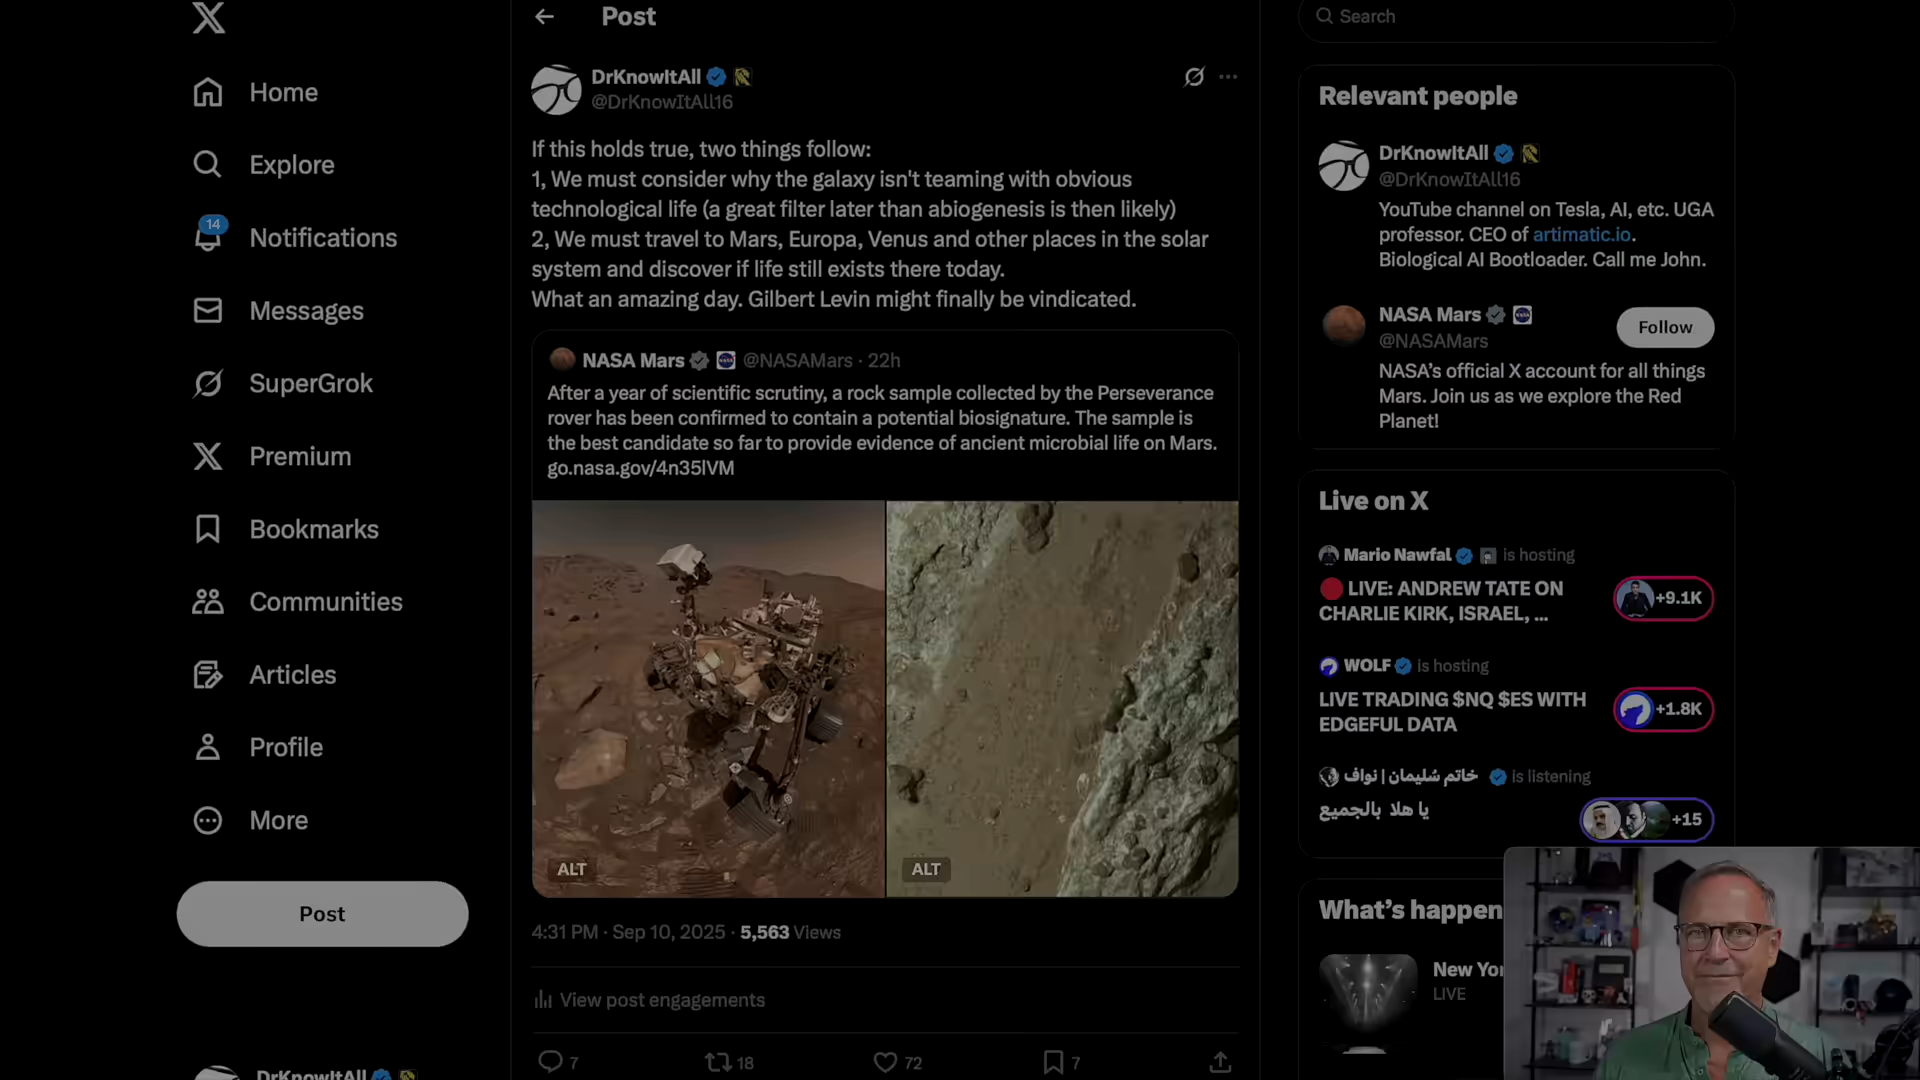 Home
Explore
14
Notifications
Messages
SuperGrok
Premium
Bookmarks
Communities
Articles
Profile
More
Post
DrKnowItAll
Post
DrKnowItAll
@DrKnowItAll16
If this holds true, two things follow:
1, We must consider why the galaxy isn't teaming with obvious
technological life (a great filter later than abiogenesis is then likely)
2, We must travel to Mars, Europa, Venus and other places in the solar
system and discover if life still exists there today.
What an amazing day. Gilbert Levin might finally be vindicated.
NASA Mars @NASAMars · 22h
After a year of scientific scrutiny, a rock sample collected by the Perseverance
rover has been confirmed to contain a potential biosignature. The sample is
the best candidate so far to provide evidence of ancient microbial life on Mars.
go.nasa.gov/4n35lVM
ALT
ALT
4:31 PM · Sep 10, 2025 · 5,563 Views
View post engagements
7 18 72 7
Search
Relevant people
DrKnowItAll
@DrKnowItAll16
YouTube channel on Tesla, AI, etc. UGA
professor. CEO of artimatic.io.
Biological AI Bootloader. Call me John.
NASA Mars
@NASAMars
Follow
NASA's official X account for all things
Mars. Join us as we explore the Red
Planet!
Live on X
Mario Nawfal is hosting
LIVE: ANDREW TATE ON
CHARLIE KIRK, ISRAEL, ...
+9.1K
WOLF is hosting
LIVE TRADING $NQ $ES WITH
EDGEFUL DATA
+1.8K
خاتم سُليمان | نواف is listening
يا هلا بالجميع
+15
What's happen
New Yor
LIVE